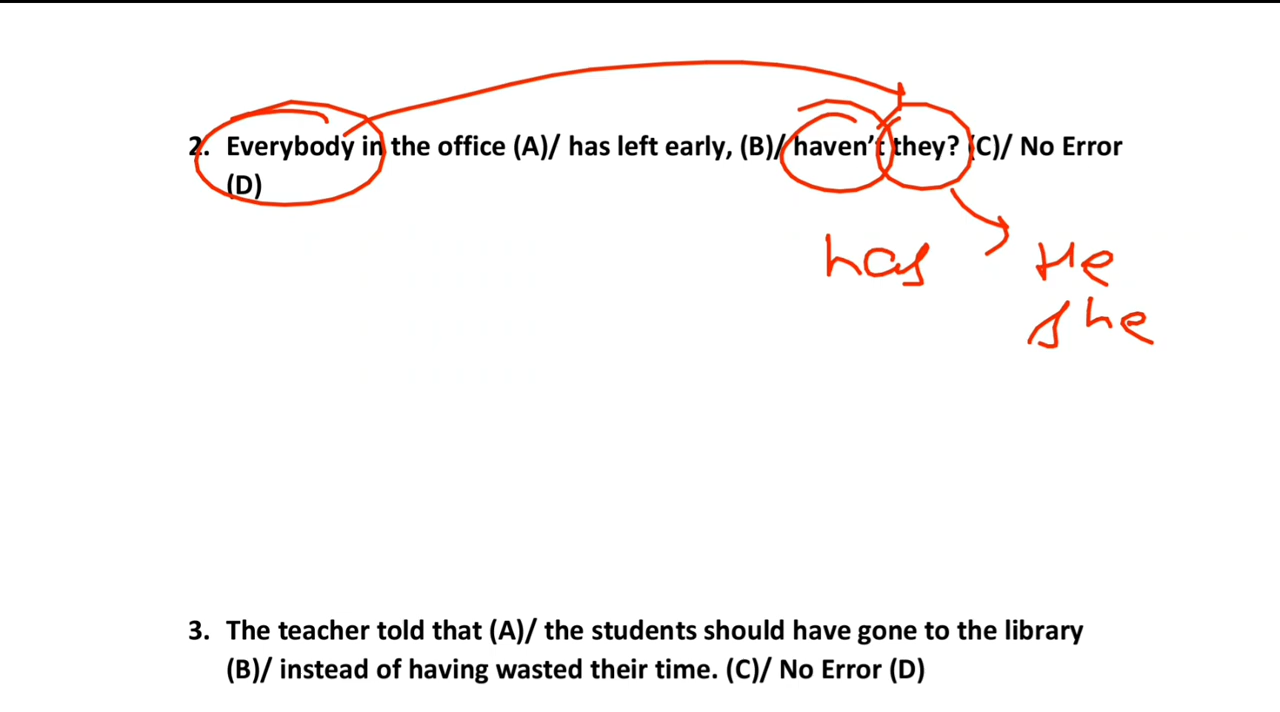 2. Everybody in the office (A)/ has left early, (B)/ haven't they? (C)/ No Error
(D)
has He
she
3. The teacher told that (A)/ the students should have gone to the library
(B)/ instead of having wasted their time. (C)/ No Error (D)